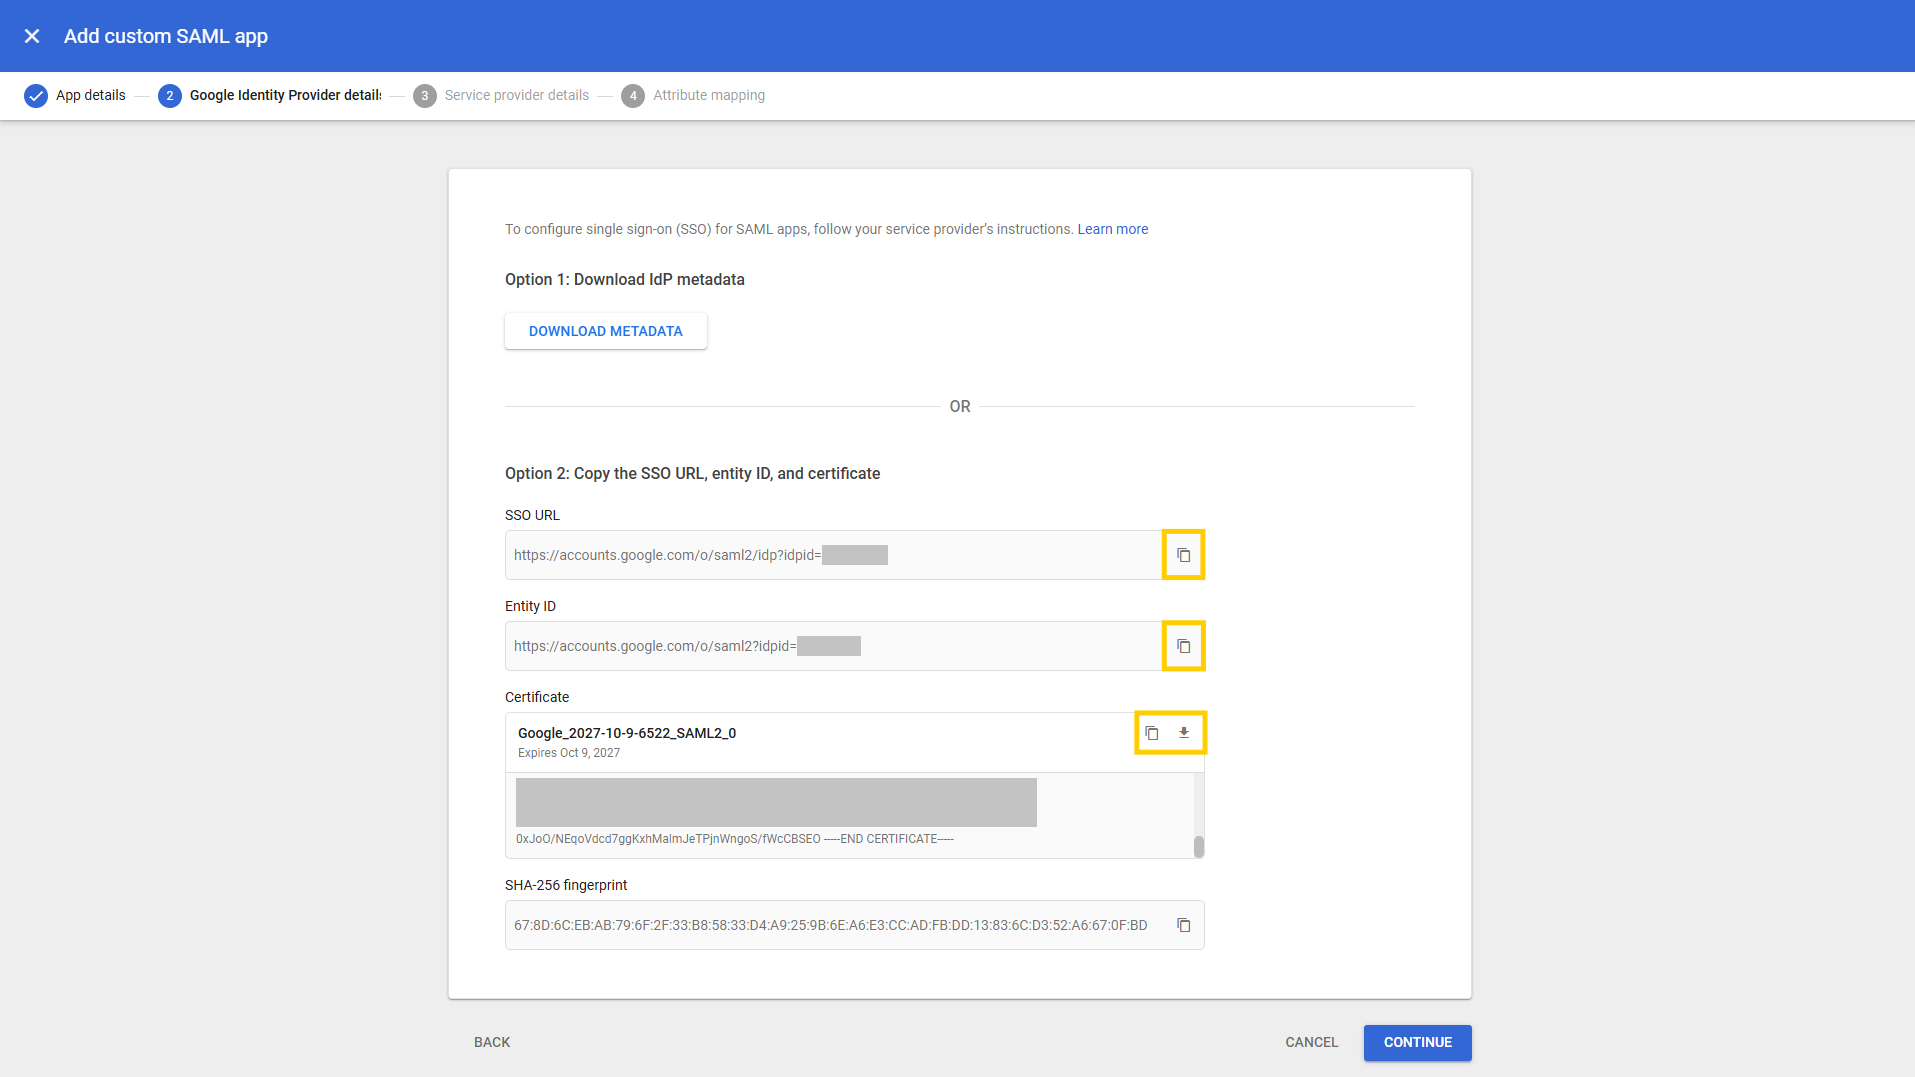 Add custom SAML app
App details
2 Google Identity Provider details
3 Service provider details
4 Attribute mapping
To configure single sign-on (SSO) for SAML apps, follow your service provider's instructions. Learn more
Option 1: Download IdP metadata
DOWNLOAD METADATA
OR
Option 2: Copy the SSO URL, entity ID, and certificate
SSO URL
https://accounts.google.com/o/saml2/idp?idpid=
Entity ID
https://accounts.google.com/o/saml2?idpid=
Certificate
Google_2027-10-9-6522_SAML2_0
Expires Oct 9, 2027
0xJoO/NEqoVdcd7ggKxhMalmJeTPjnWngoS/fWcCBSEO -----END CERTIFICATE-----
SHA-256 fingerprint
67:8D:6C:EB:AB:79:6F:2F:33:B8:58:33:D4:A9:25:9B:6E:A6:E3:CC:AD:FB:DD:13:83:6C:D3:52:A6:67:0F:BD
BACK
CANCEL
CONTINUE